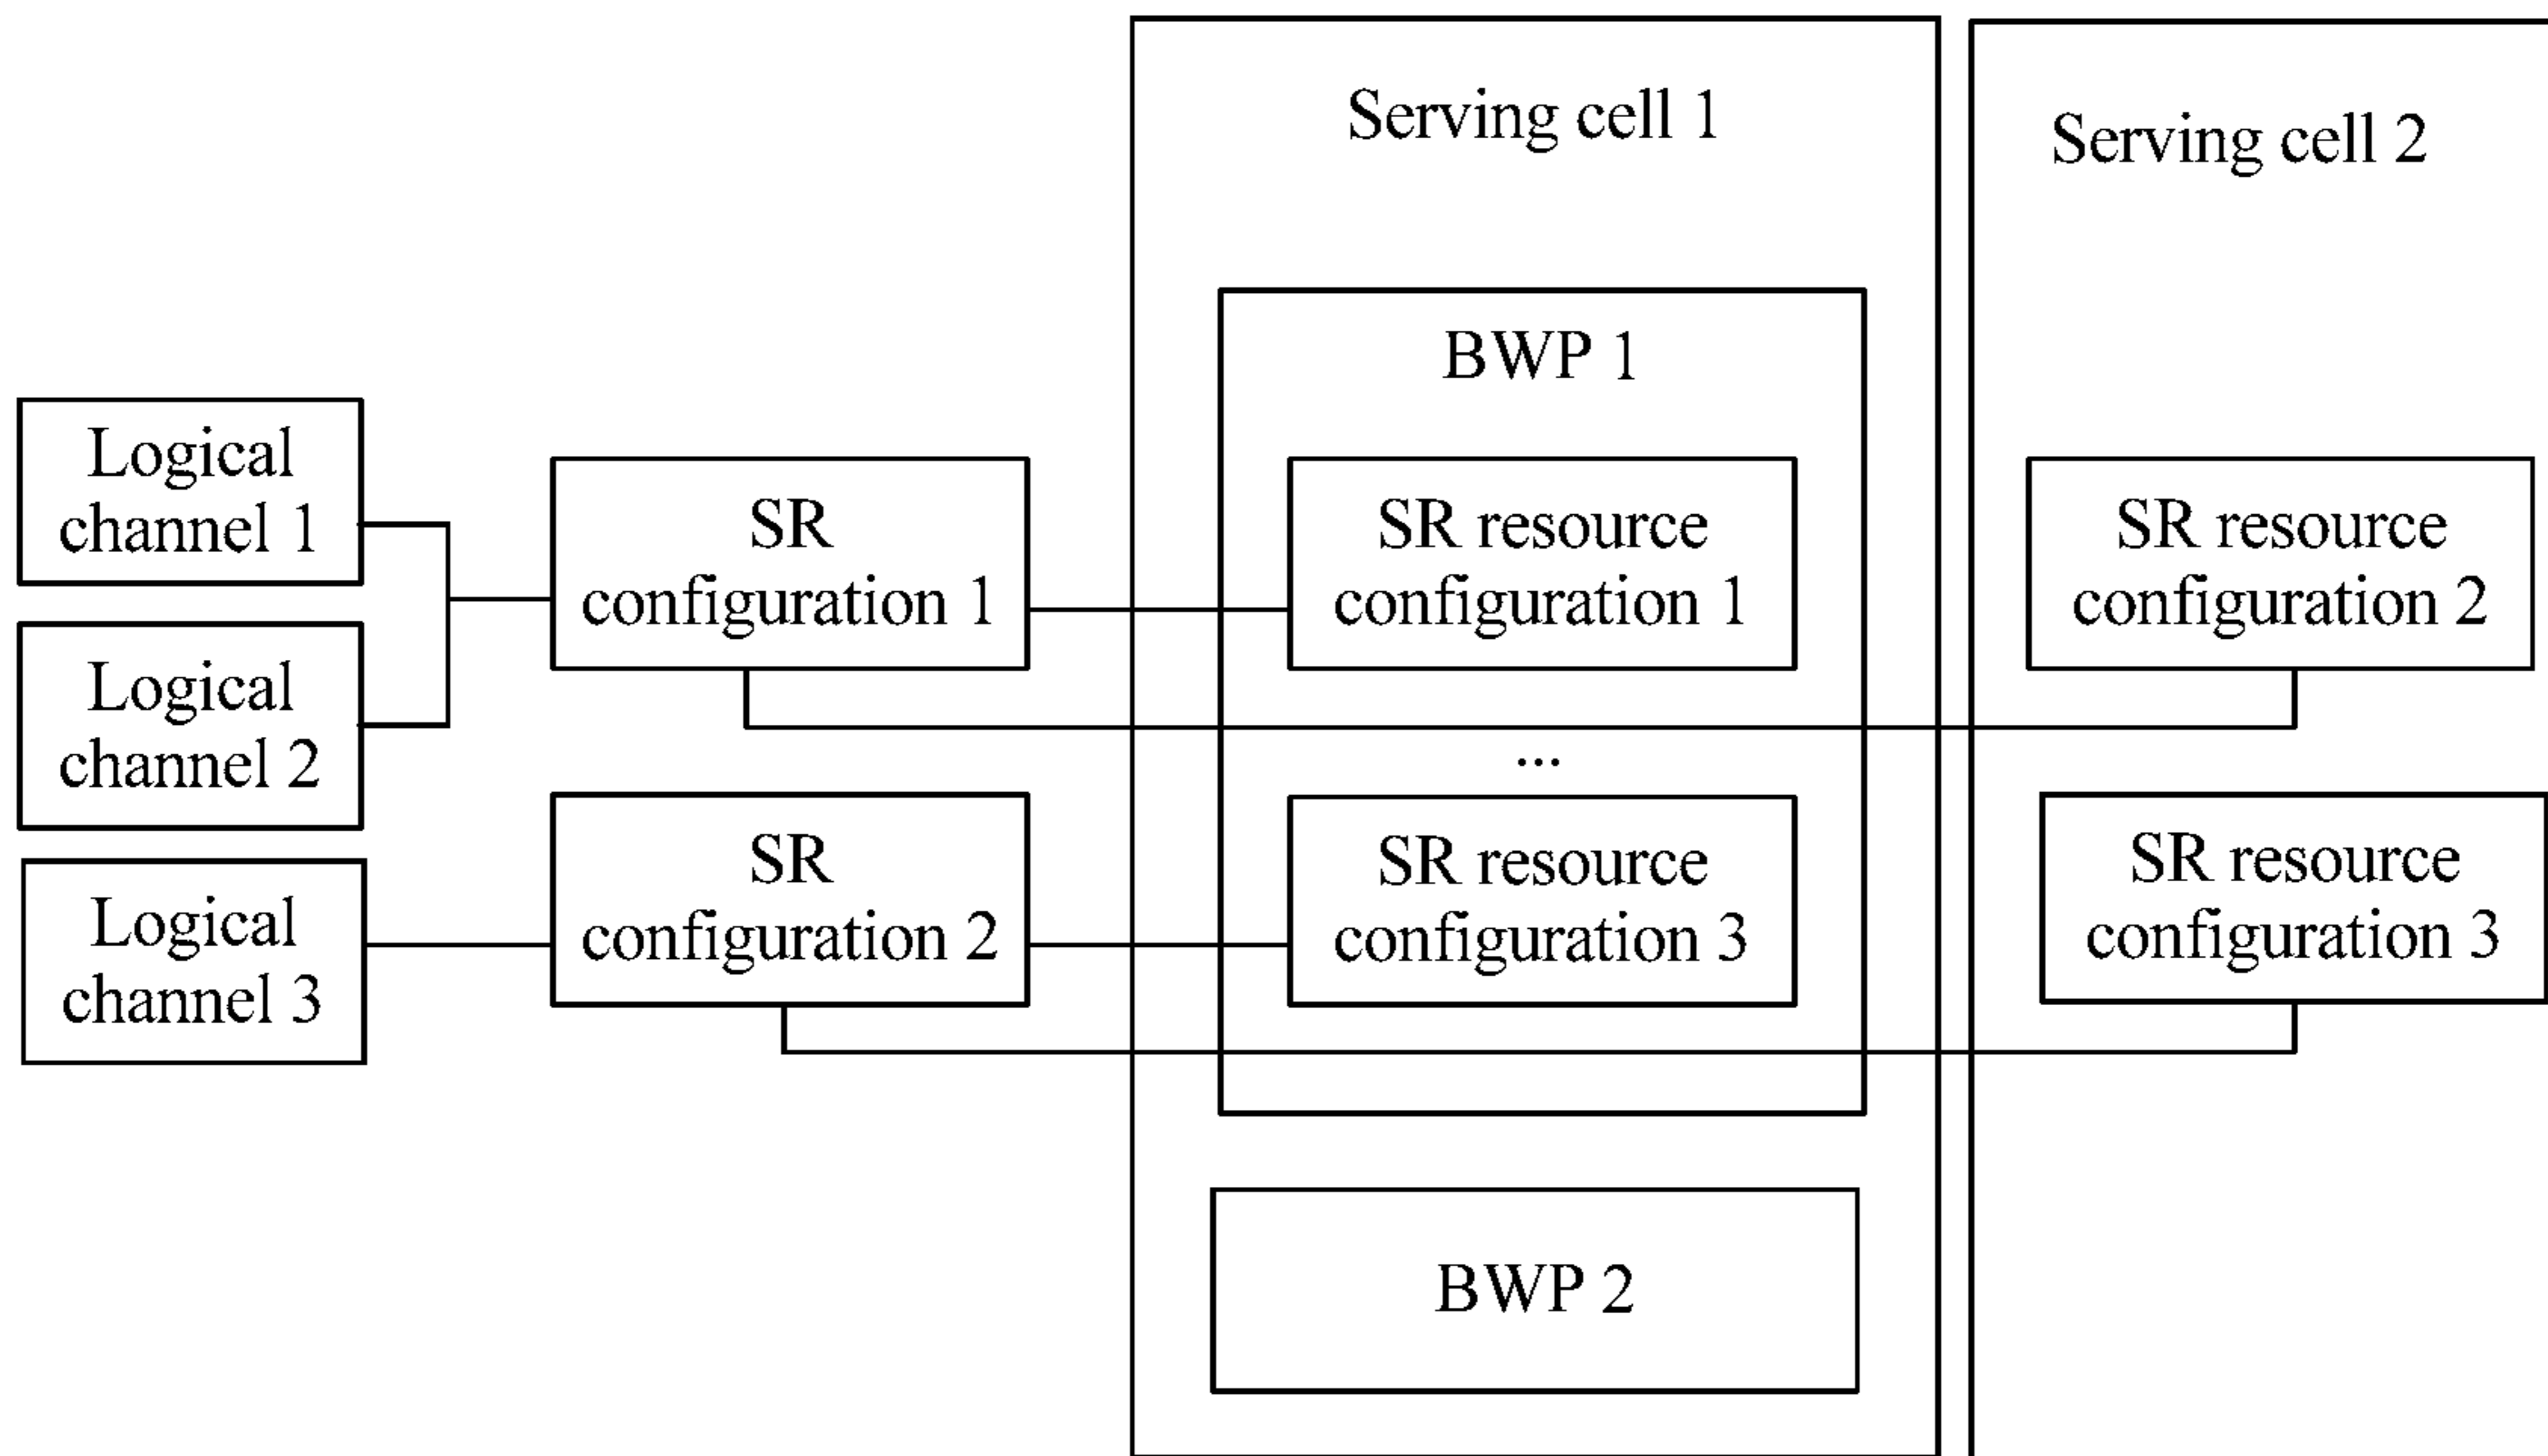 Serving cell 1
Serving cell 2
BWP 1
Logical
channel 1
SR
configuration 1
SR resource
configuration 1
SR resource
configuration 2
Logical
channel 2
...
SR
configuration 2
SR resource
configuration 3
SR resource
configuration 3
Logical
channel 3
BWP 2